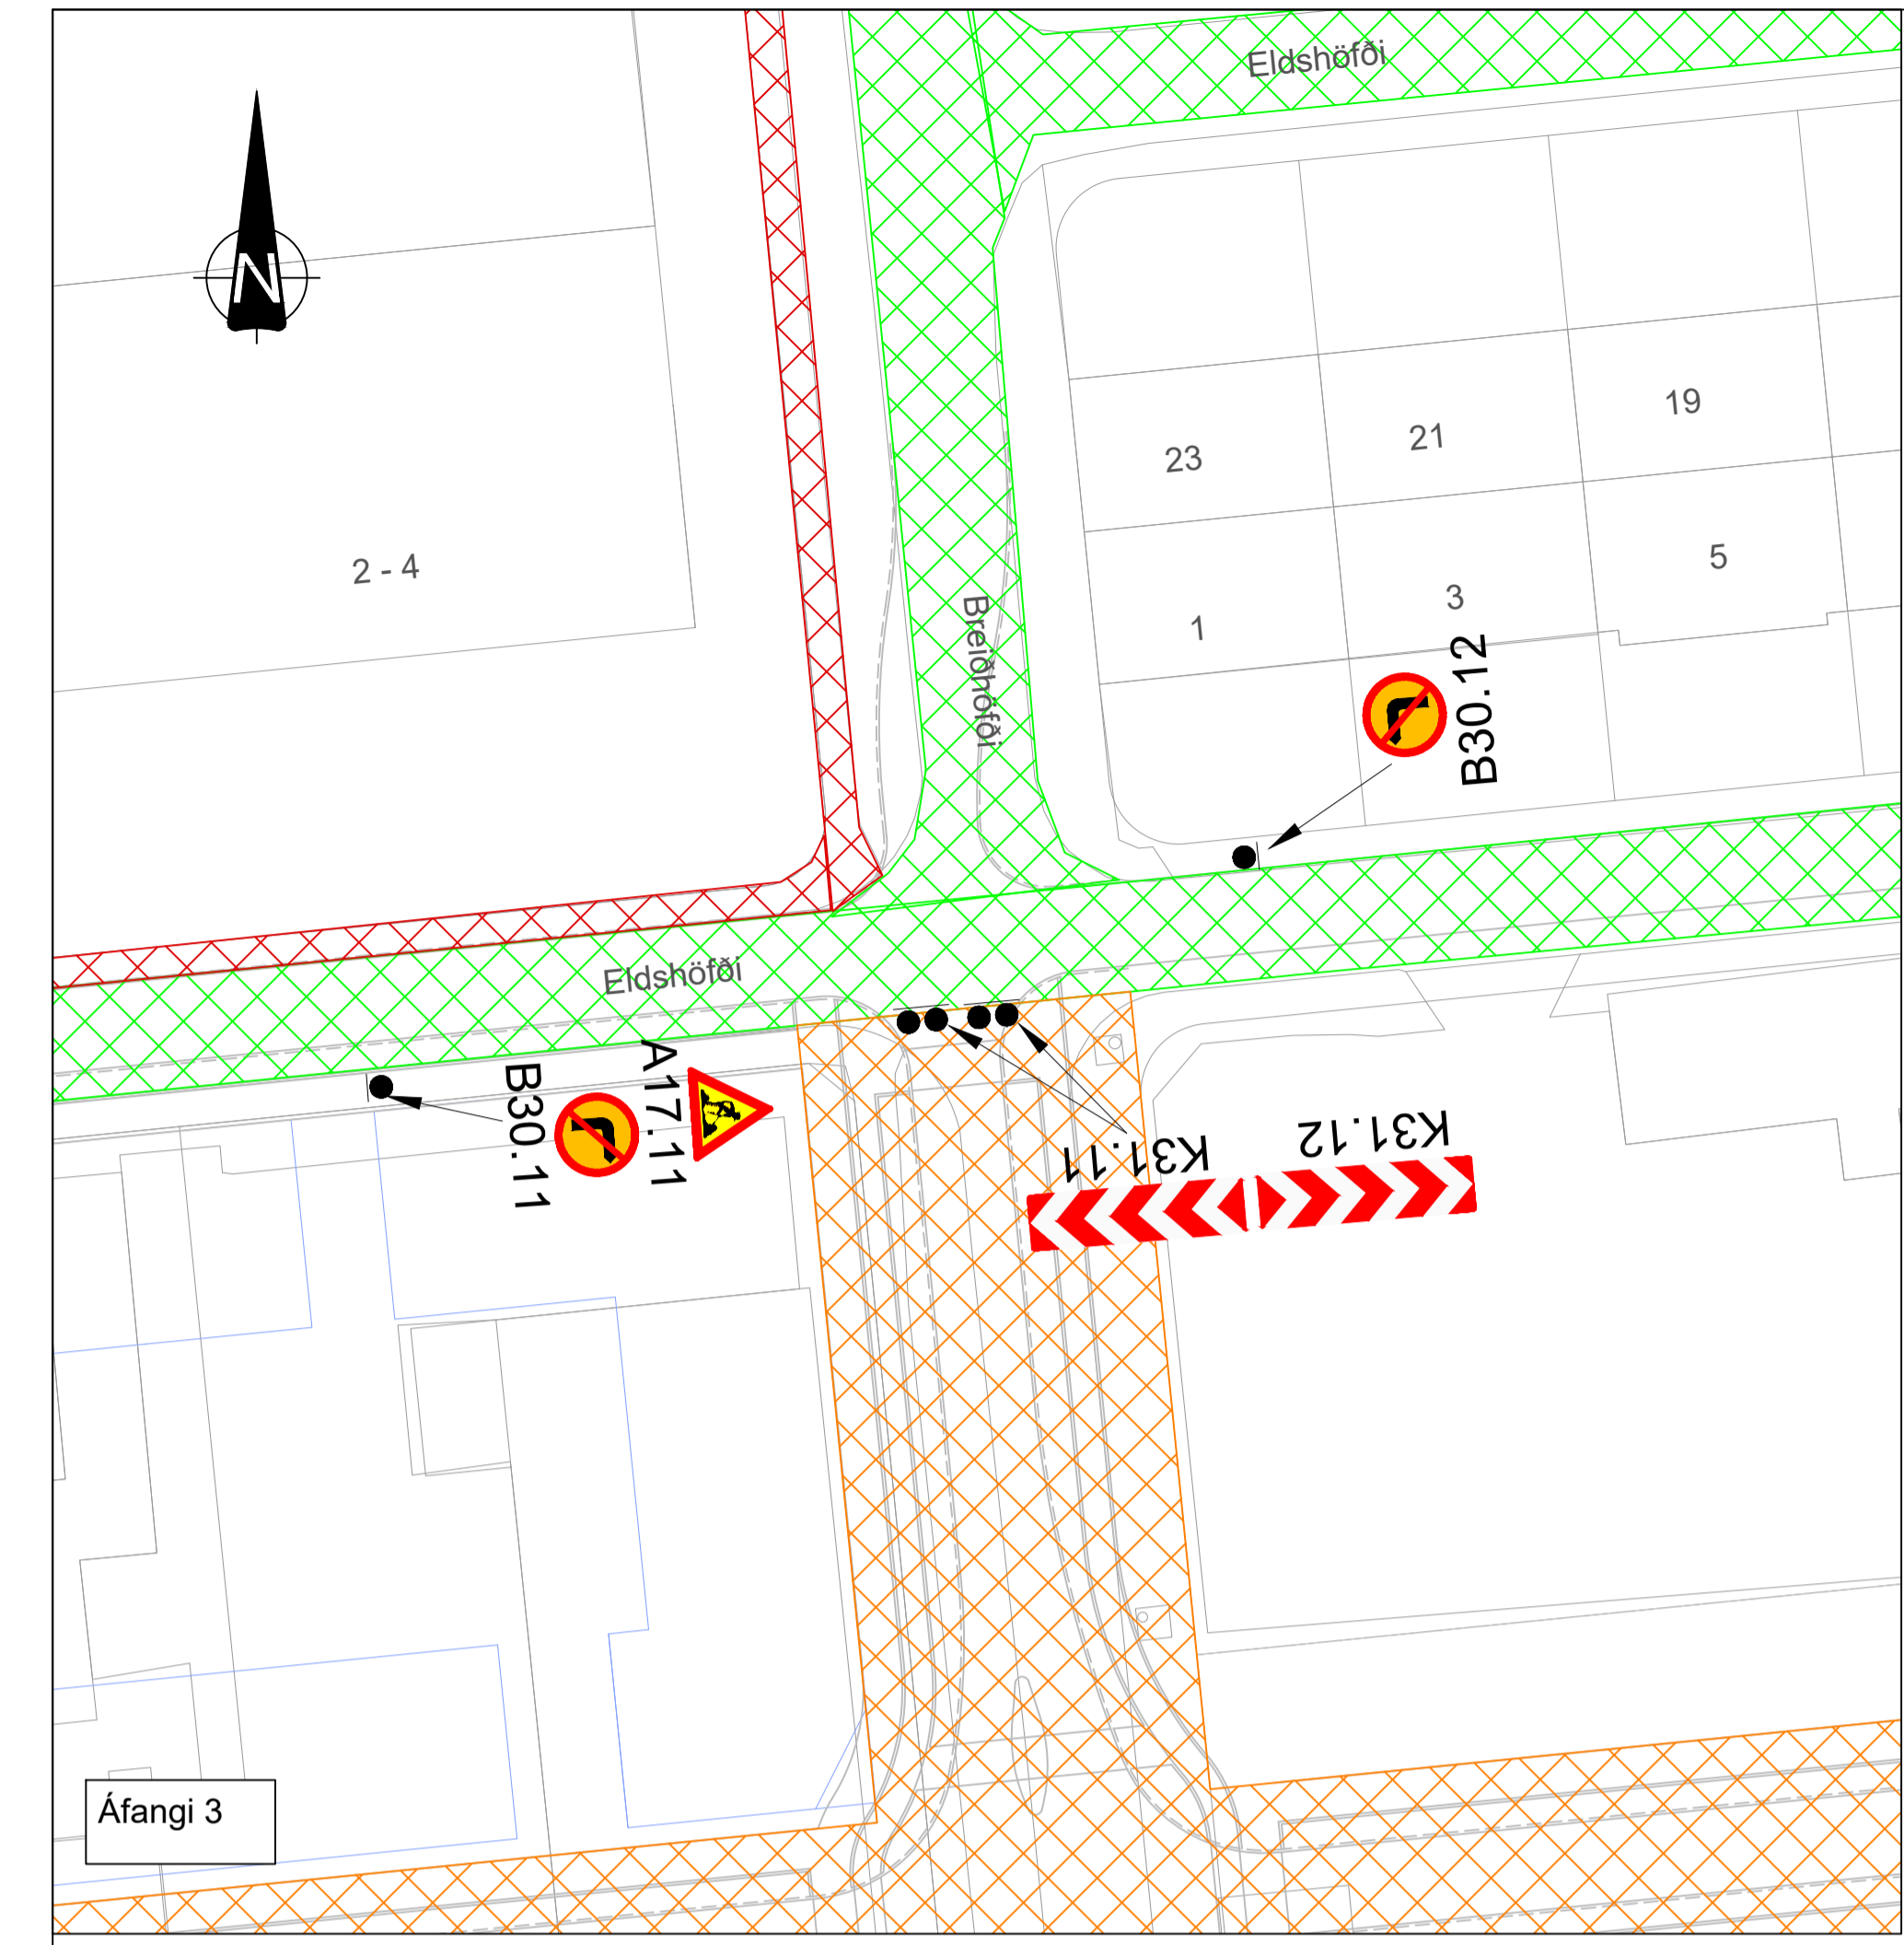 Eldshöfði
N
19
21
23
5
2 - 4
3
1
Breiðhöfði
B30.12
Eldshöfði
A17.11
B30.11
K31.11
K31.12
Áfangi 3